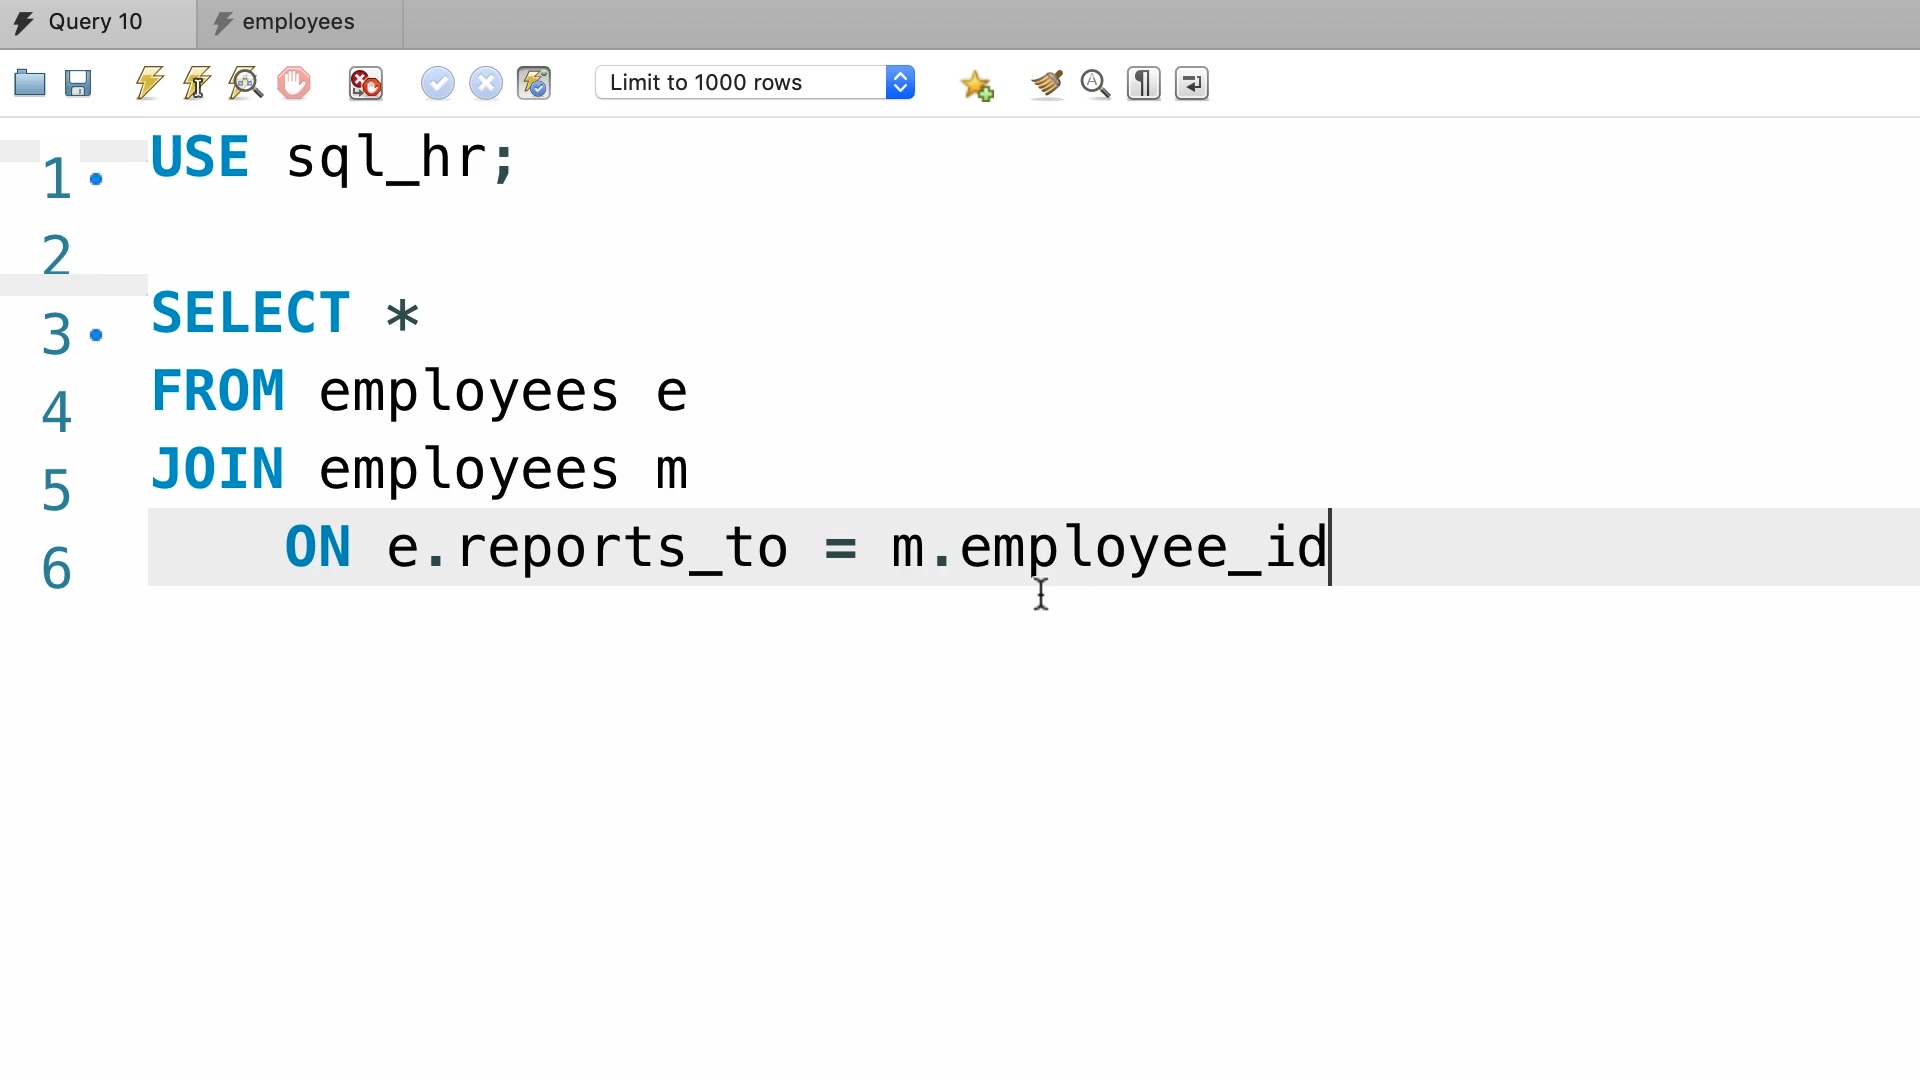 Query 10
employees
Limit to 1000 rows
1 USE sql_hr;
2
3 SELECT *
4 FROM employees e
5 JOIN employees m
6     ON e.reports_to = m.employee_id